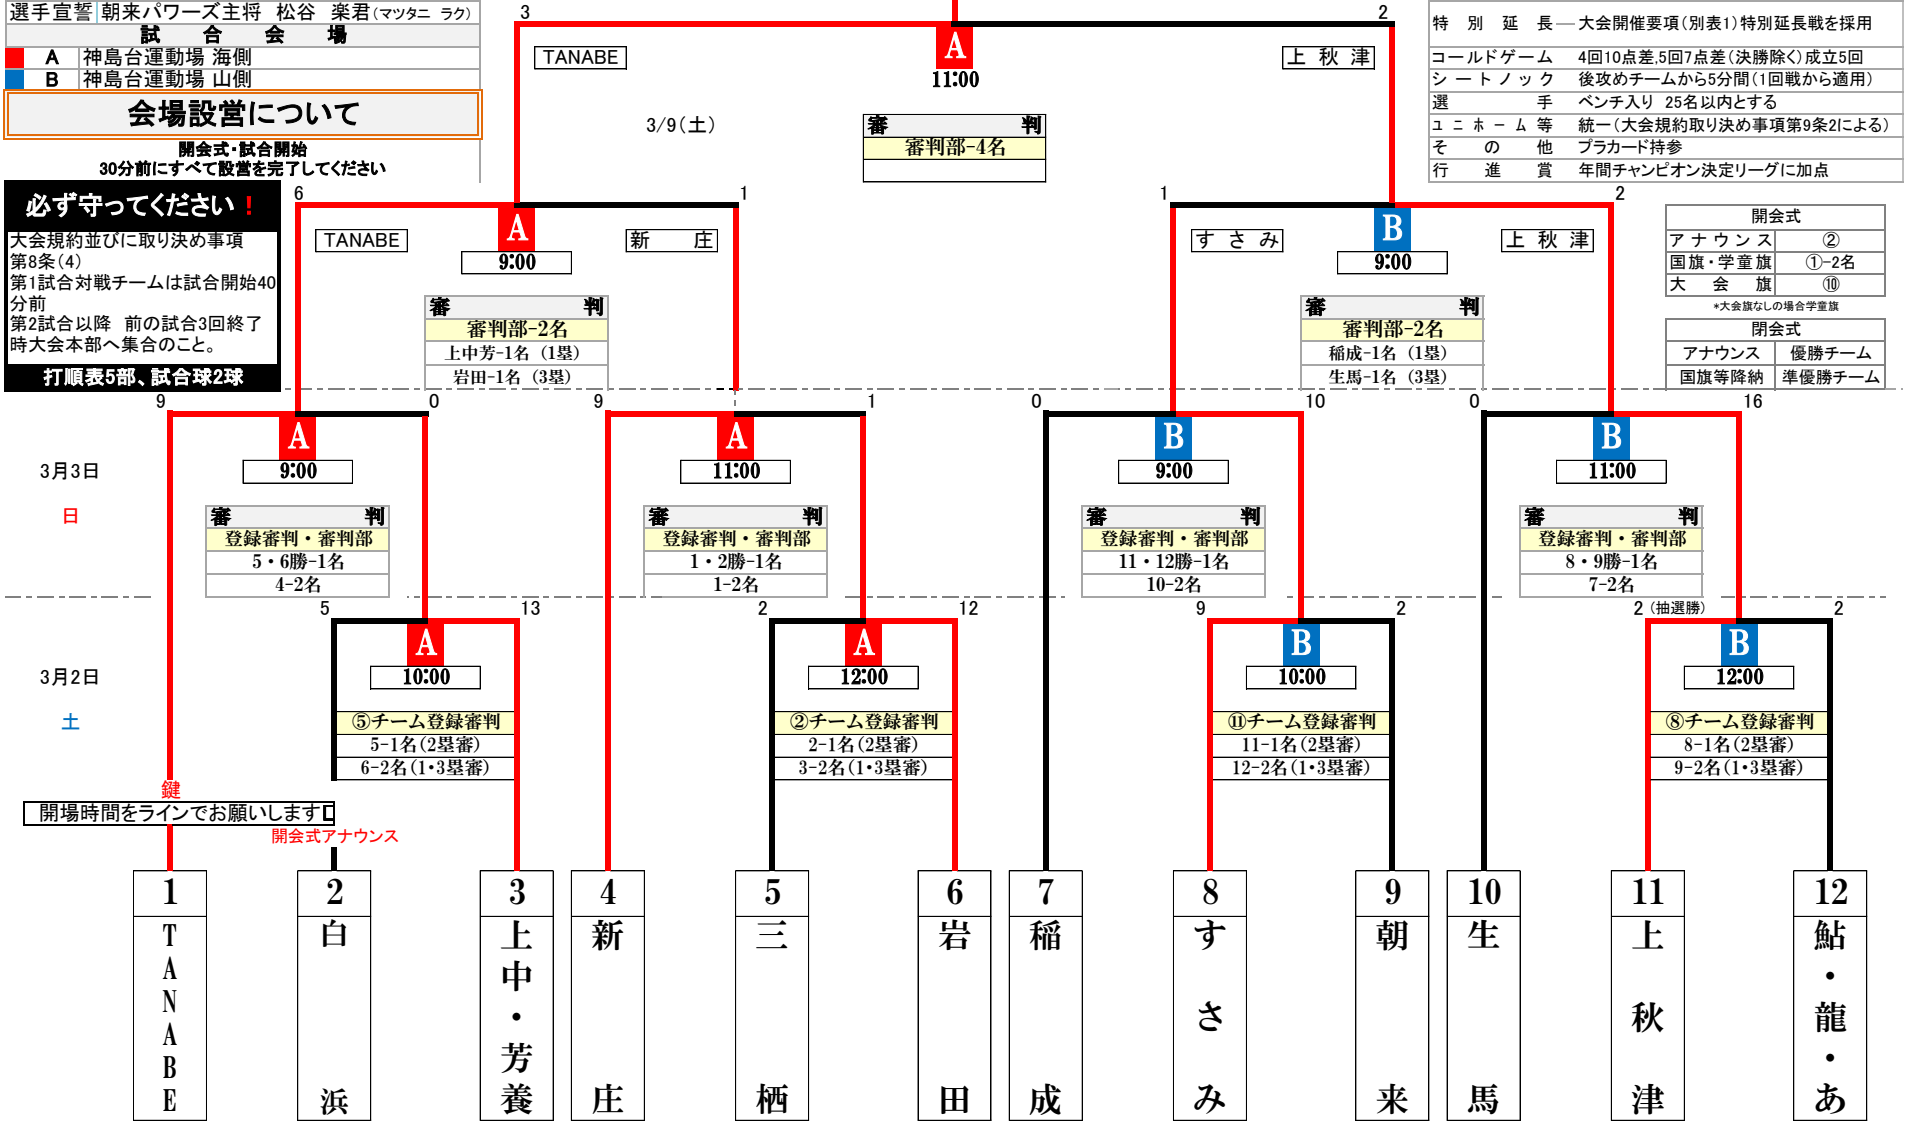 選手宣誓 朝来パワーズ主将 松谷 楽君(マツタニ ラク)
試合会場
A 神島台運動場 海側
B 神島台運動場 山側
会場設営について
開会式・試合開始
30分前にすべて設営を完了してください
必ず守ってください!
大会規約並びに取り決め事項
第8条(4)
第1試合対戦チームは試合開始40
分前
第2試合以降 前の試合3回終了
時大会本部へ集合のこと。
打順表5部、試合球2球
特別延長―大会開催要項(別表1)特別延長戦を採用
コールドゲーム 4回10点差,5回7点差(決勝除く)成立5回
シートノック 後攻めチームから5分間(1回戦から適用)
選手 ベンチ入り 25名以内とする
ユニホーム等 統一(大会規約取り決め事項第9条2による)
その他 プラカード持参
行進賞 年間チャンピオン決定リーグに加点
開会式
アナウンス ②
国旗・学童旗 ①-2名
大会旗 ⑩
*大会旗なしの場合学童旗
閉会式
アナウンス 優勝チーム
国旗等降納 準優勝チーム
3 2
TANABE A 上秋津
11:00
3/9(土)
審判
審判部-4名
6 1 1 2
TANABE A 新庄 すさみ B 上秋津
9:00 9:00
審判 審判
審判部-2名 審判部-2名
上中芳-1名 (1塁) 稲成-1名 (1塁)
岩田-1名 (3塁) 生馬-1名 (3塁)
9 0 9 1 0 10 0 16
A A B B
3月3日 9:00 11:00 9:00 11:00
日
審判 審判 審判 審判
登録審判・審判部 登録審判・審判部 登録審判・審判部 登録審判・審判部
5・6勝-1名 1・2勝-1名 11・12勝-1名 8・9勝-1名
4-2名 1-2名 10-2名 7-2名
5 13 2 12 9 2 2(抽選勝) 2
A A B B
3月2日 10:00 12:00 10:00 12:00
土
⑤チーム登録審判 ②チーム登録審判 ⑪チーム登録審判 ⑧チーム登録審判
5-1名(2塁審) 2-1名(2塁審) 11-1名(2塁審) 8-1名(2塁審)
6-2名(1・3塁審) 3-2名(1・3塁審) 12-2名(1・3塁審) 9-2名(1・3塁審)
鍵
開場時間をラインでお願いします
開会式アナウンス
1 TANABE
2 白浜
3 上中・芳養
4 新庄
5 三栖
6 岩田
7 稲成
8 すさみ
9 朝来
10 生馬
11 上秋津
12 鮎・龍・あ